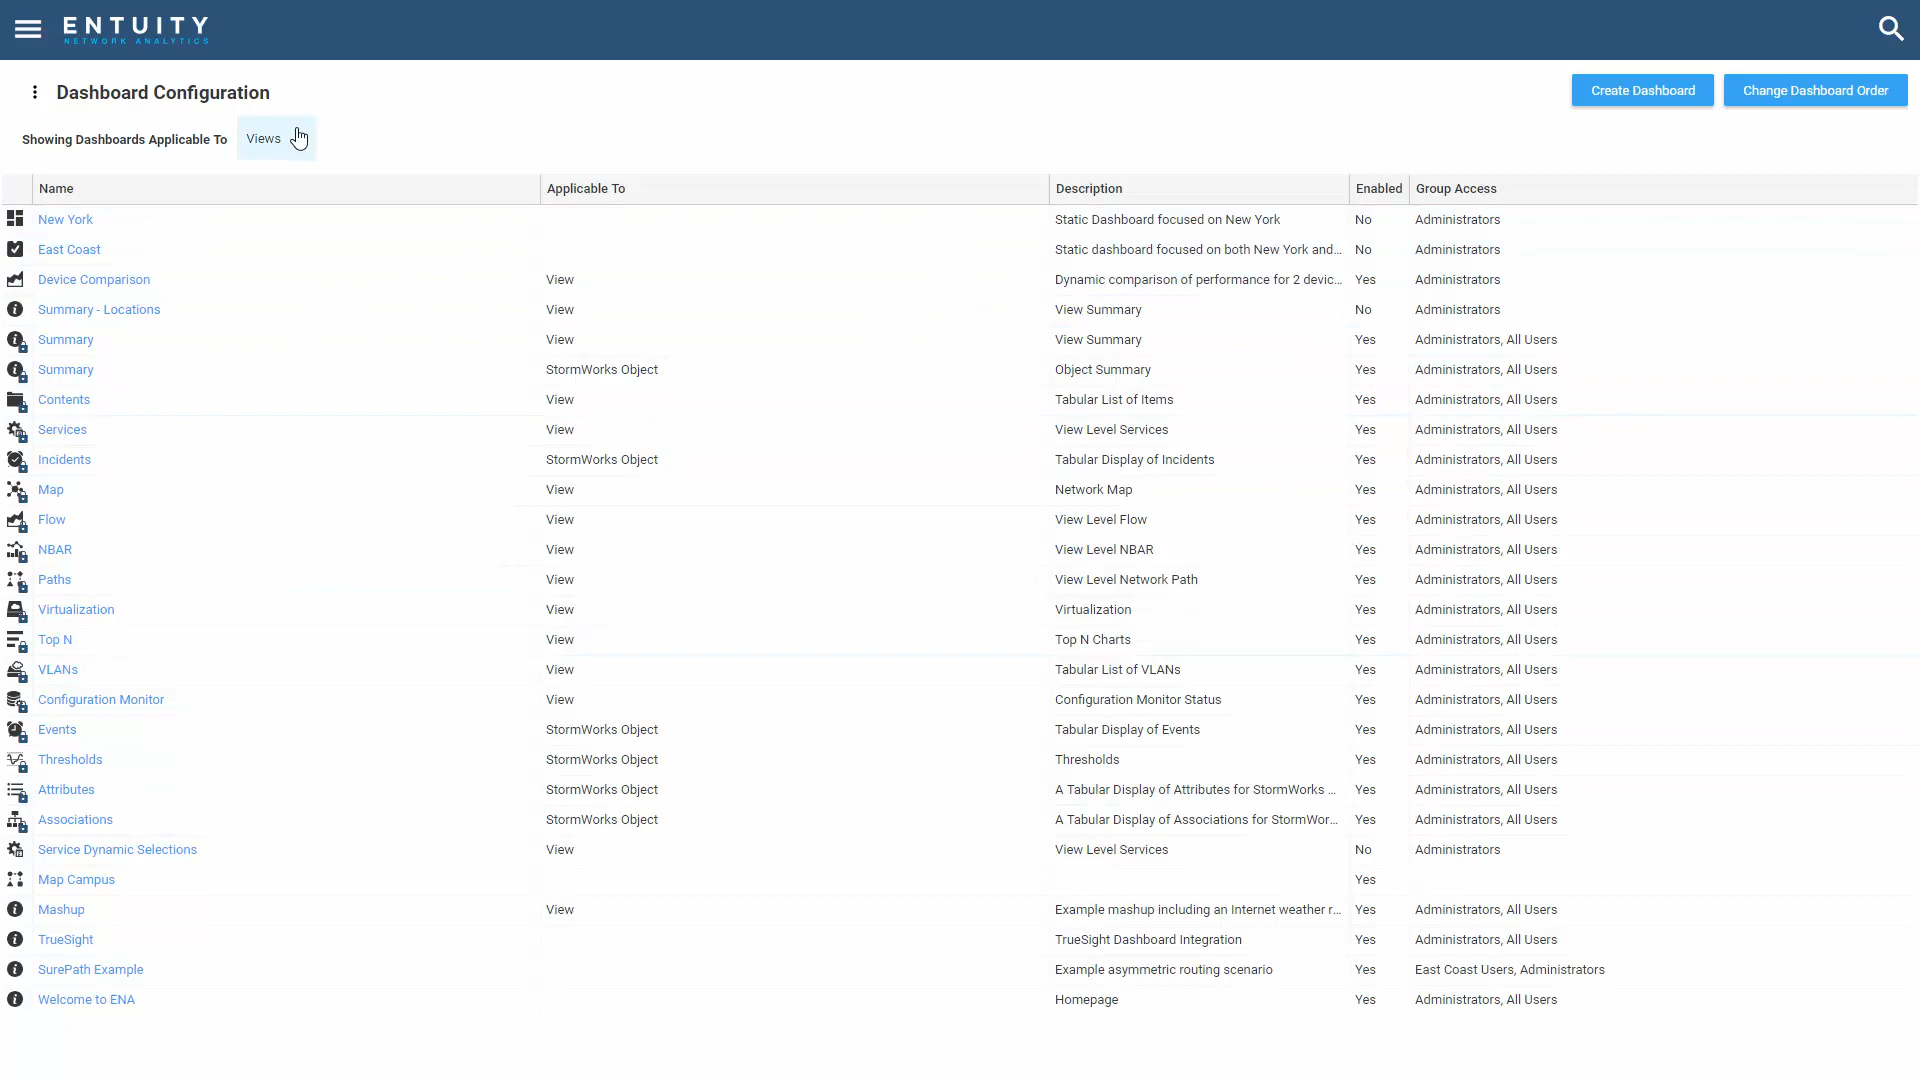 ENTUITY
NETWORK ANALYTICS
Dashboard Configuration
Create Dashboard
Change Dashboard Order
Showing Dashboards Applicable To Views
Name Applicable To Description Enabled Group Access
New York Static Dashboard focused on New York No Administrators
East Coast Static dashboard focused on both New York and... No Administrators
Device Comparison View Dynamic comparison of performance for 2 devic... Yes Administrators
Summary - Locations View View Summary No Administrators
Summary View View Summary Yes Administrators, All Users
Summary StormWorks Object Object Summary Yes Administrators, All Users
Contents View Tabular List of Items Yes Administrators, All Users
Services View View Level Services Yes Administrators, All Users
Incidents StormWorks Object Tabular Display of Incidents Yes Administrators, All Users
Map View Network Map Yes Administrators, All Users
Flow View View Level Flow Yes Administrators, All Users
NBAR View View Level NBAR Yes Administrators, All Users
Paths View View Level Network Path Yes Administrators, All Users
Virtualization View Virtualization Yes Administrators, All Users
Top N View Top N Charts Yes Administrators, All Users
VLANs View Tabular List of VLANs Yes Administrators, All Users
Configuration Monitor View Configuration Monitor Status Yes Administrators, All Users
Events StormWorks Object Tabular Display of Events Yes Administrators, All Users
Thresholds StormWorks Object Thresholds Yes Administrators, All Users
Attributes StormWorks Object A Tabular Display of Attributes for StormWorks ... Yes Administrators, All Users
Associations StormWorks Object A Tabular Display of Associations for StormWor... Yes Administrators, All Users
Service Dynamic Selections View View Level Services No Administrators
Map Campus Yes
Mashup View Example mashup including an Internet weather r... Yes Administrators, All Users
TrueSight TrueSight Dashboard Integration Yes Administrators, All Users
SurePath Example Example asymmetric routing scenario Yes East Coast Users, Administrators
Welcome to ENA Homepage Yes Administrators, All Users